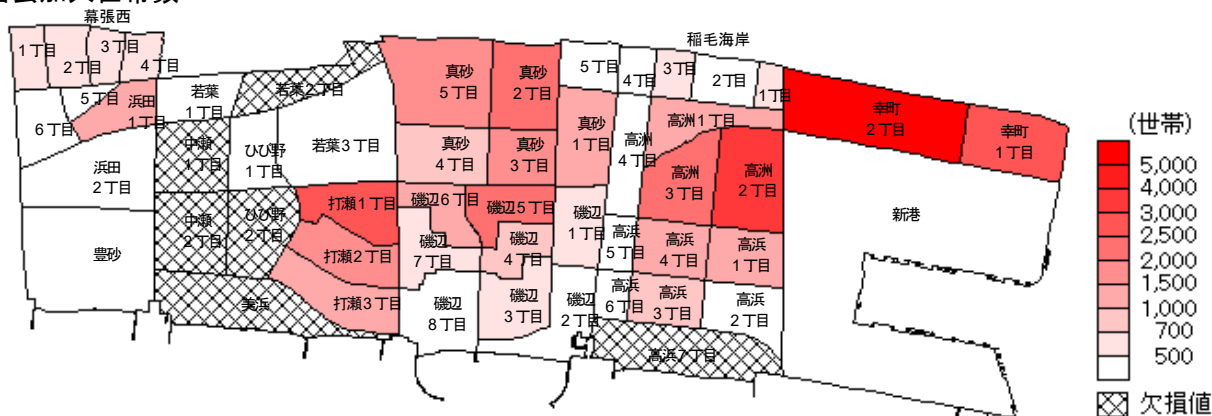 幕張西
1丁目
2丁目
3丁目
4丁目
5丁目
6丁目
浜田
1丁目
浜田
2丁目
豊砂
若葉
1丁目
若葉2丁目
若葉3丁目
中瀬
1丁目
中瀬
2丁目
ひび野
1丁目
ひび野
2丁目
美浜
打瀬1丁目
打瀬2丁目
打瀬3丁目
真砂
5丁目
真砂
2丁目
真砂
4丁目
真砂
3丁目
真砂
1丁目
磯辺6丁目
磯辺5丁目
磯辺
7丁目
磯辺
4丁目
磯辺
1丁目
磯辺
8丁目
磯辺
3丁目
磯辺
2丁目
稲毛海岸
5丁目
4丁目
3丁目
2丁目
1丁目
高洲1丁目
高洲
4丁目
高洲
3丁目
高洲
2丁目
高浜
5丁目
高浜
4丁目
高浜
1丁目
高浜
6丁目
高浜
3丁目
高浜
2丁目
高浜7丁目
幸町
2丁目
幸町
1丁目
新港
(世帯)
5,000
4,000
3,000
2,500
2,000
1,500
1,000
700
500
欠損値